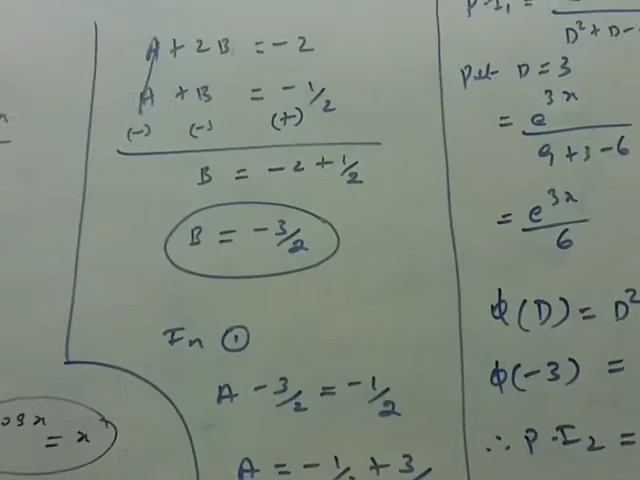 A + 2B = -2
A + B = -1/2
(-) (-) (+)
B = -2 + 1/2
B = -3/2
In ①
A - 3/2 = -1/2
A = -1/ + 3/
= x
P.I₁ =
D² + D -
Put D = 3
= e^3x
9 + 3 - 6
= e^3x
6
φ(D) = D²
φ(-3) =
∴ P.I₂ =